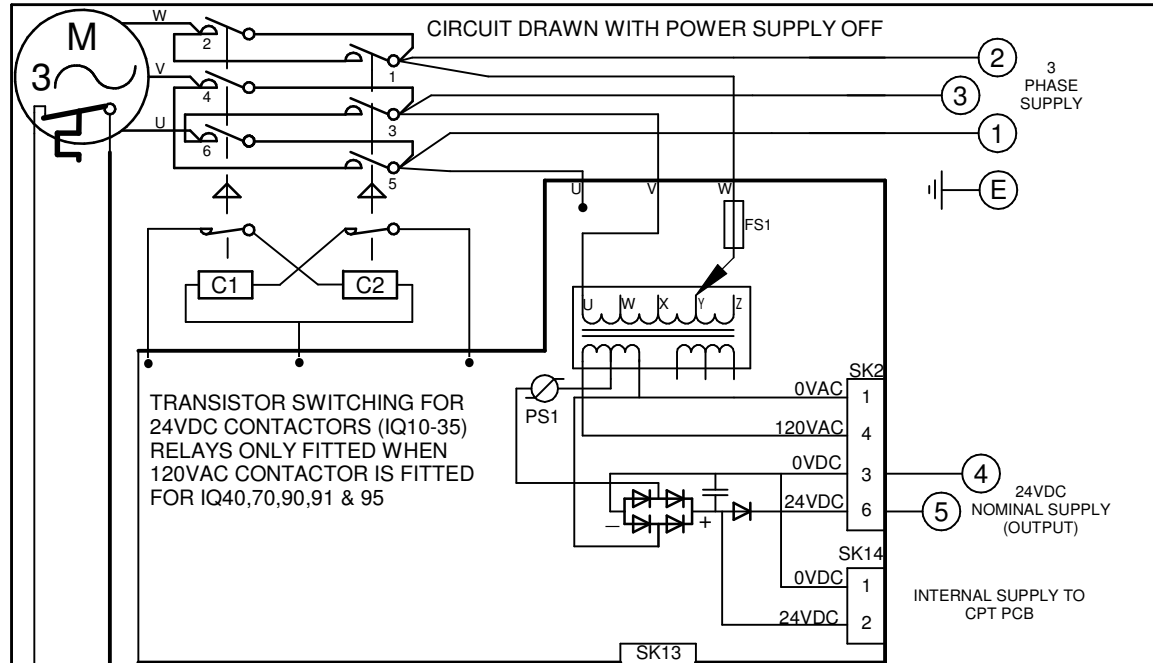 CIRCUIT DRAWN WITH POWER SUPPLY OFF
M
3
W
V
U
2
4
6
1
3
5
2
3
1
E
3
PHASE
SUPPLY
U V W
FS1
C1 C2
U W X Y Z
PS1
TRANSISTOR SWITCHING FOR
24VDC CONTACTORS (IQ10-35)
RELAYS ONLY FITTED WHEN
120VAC CONTACTOR IS FITTED
FOR IQ40,70,90,91 & 95
SK2
0VAC 1
120VAC 4
0VDC 3
24VDC 6
4
5
24VDC
NOMINAL SUPPLY
(OUTPUT)
– +
SK14
0VDC 1
24VDC 2
INTERNAL SUPPLY TO
CPT PCB
SK13